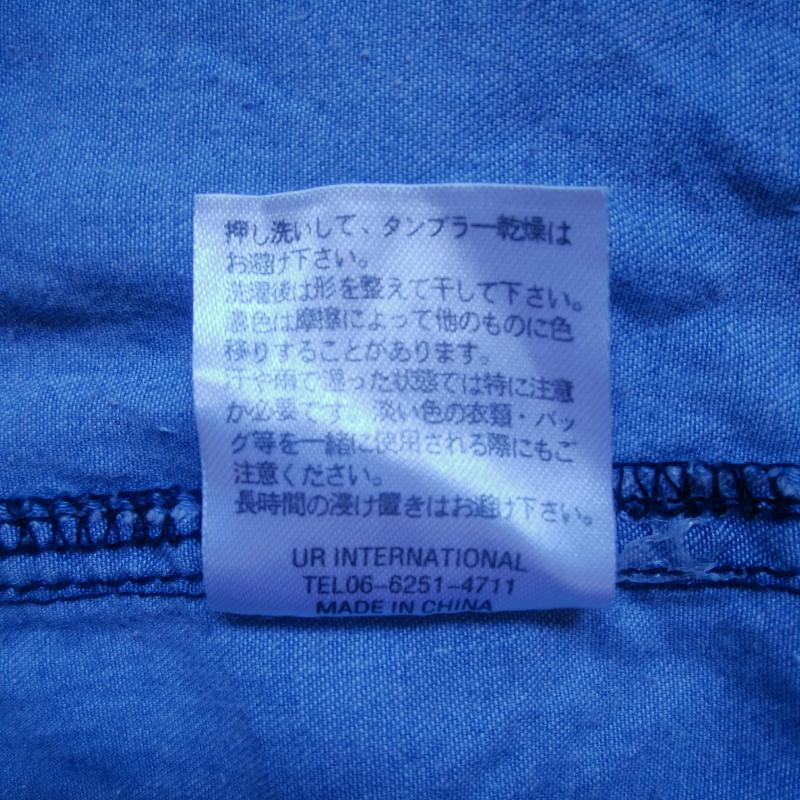 押し洗いして、タンブラー乾燥は
お避け下さい。
洗濯後は形を整えて干して下さい。
濃色は摩擦によって他のものに色
移りすることがあります。
汗や雨で湿った状態では特に注意
が必要です。淡い色の衣類・バッ
グ等を一緒に使用される際にもご
注意ください。
長時間の浸け置きはお避け下さい。
UR INTERNATIONAL
TEL06-6251-4711
MADE IN CHINA